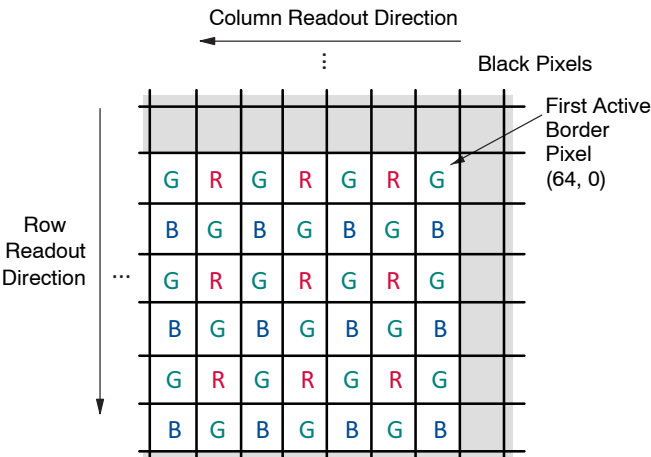 Column Readout Direction
...
Black Pixels
First Active
Border
Pixel
(64, 0)
G R G R G R G
B G B G B G B
Row
Readout
Direction
...
G R G R G R G
B G B G B G B
G R G R G R G
B G B G B G B